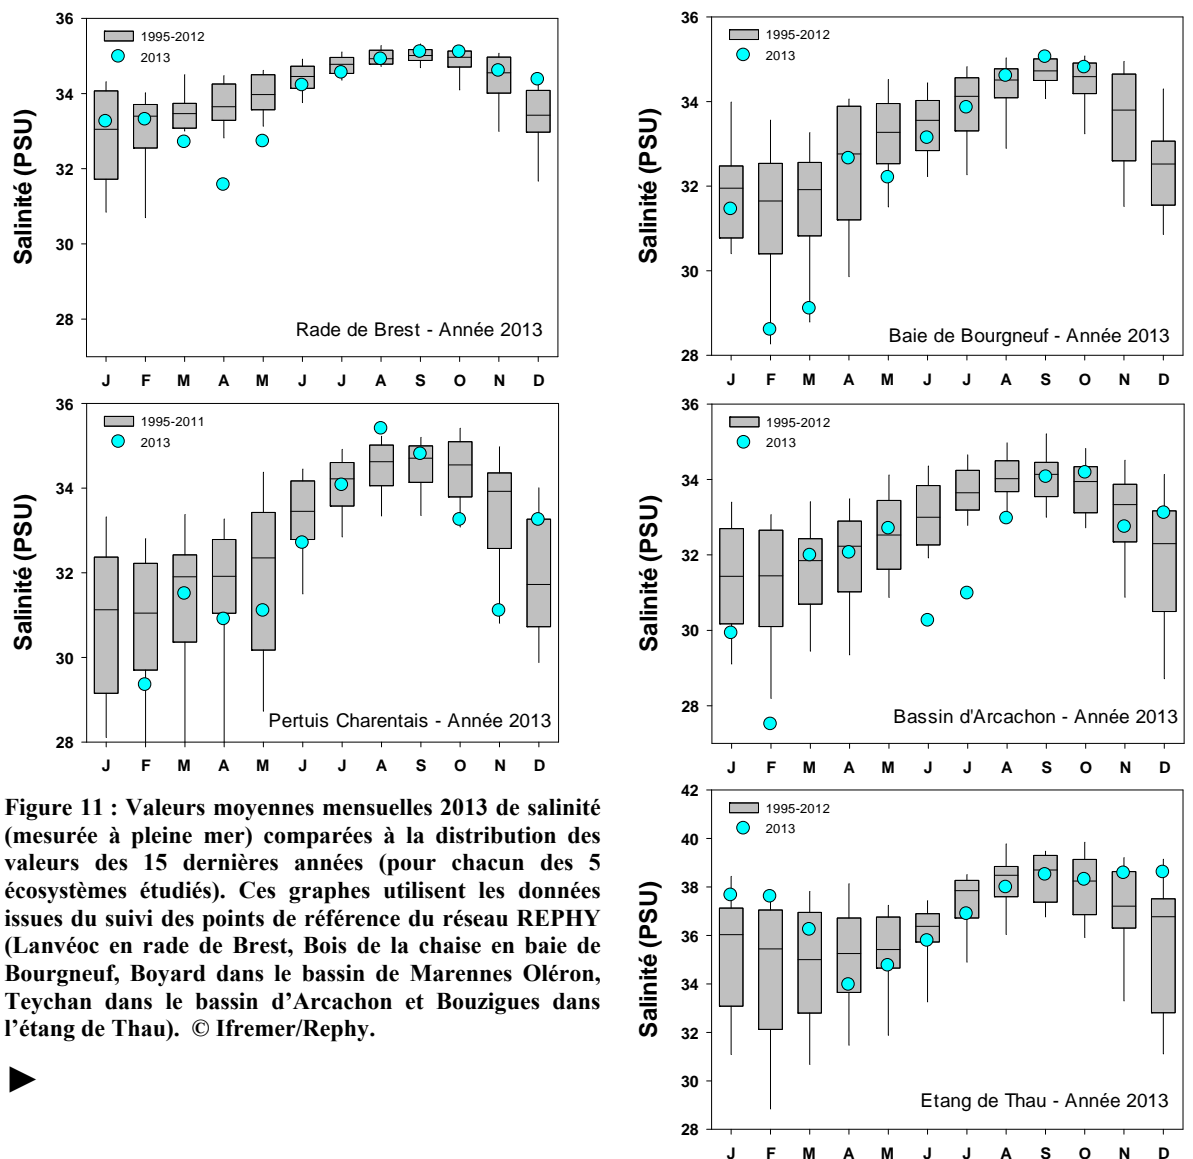 36
34
32
30
28
Salinité (PSU)
1995-2012
2013
Rade de Brest - Année 2013
J F M A M J J A S O N D
36
34
32
30
28
Salinité (PSU)
1995-2012
2013
Baie de Bourgneuf - Année 2013
J F M A M J J A S O N D
36
34
32
30
28
Salinité (PSU)
1995-2011
2013
Pertuis Charentais - Année 2013
J F M A M J J A S O N D
36
34
32
30
28
Salinité (PSU)
1995-2012
2013
Bassin d'Arcachon - Année 2013
J F M A M J J A S O N D
Figure 11 : Valeurs moyennes mensuelles 2013 de salinité
(mesurée à pleine mer) comparées à la distribution des
valeurs des 15 dernières années (pour chacun des 5
écosystèmes étudiés). Ces graphes utilisent les données
issues du suivi des points de référence du réseau REPHY
(Lanvéoc en rade de Brest, Bois de la chaise en baie de
Bourgneuf, Boyard dans le bassin de Marennes Oléron,
Teychan dans le bassin d’Arcachon et Bouzigues dans
l’étang de Thau). © Ifremer/Rephy.
42
40
38
36
34
32
30
28
Salinité (PSU)
1995-2012
2013
Etang de Thau - Année 2013
J F M A M J J A S O N D